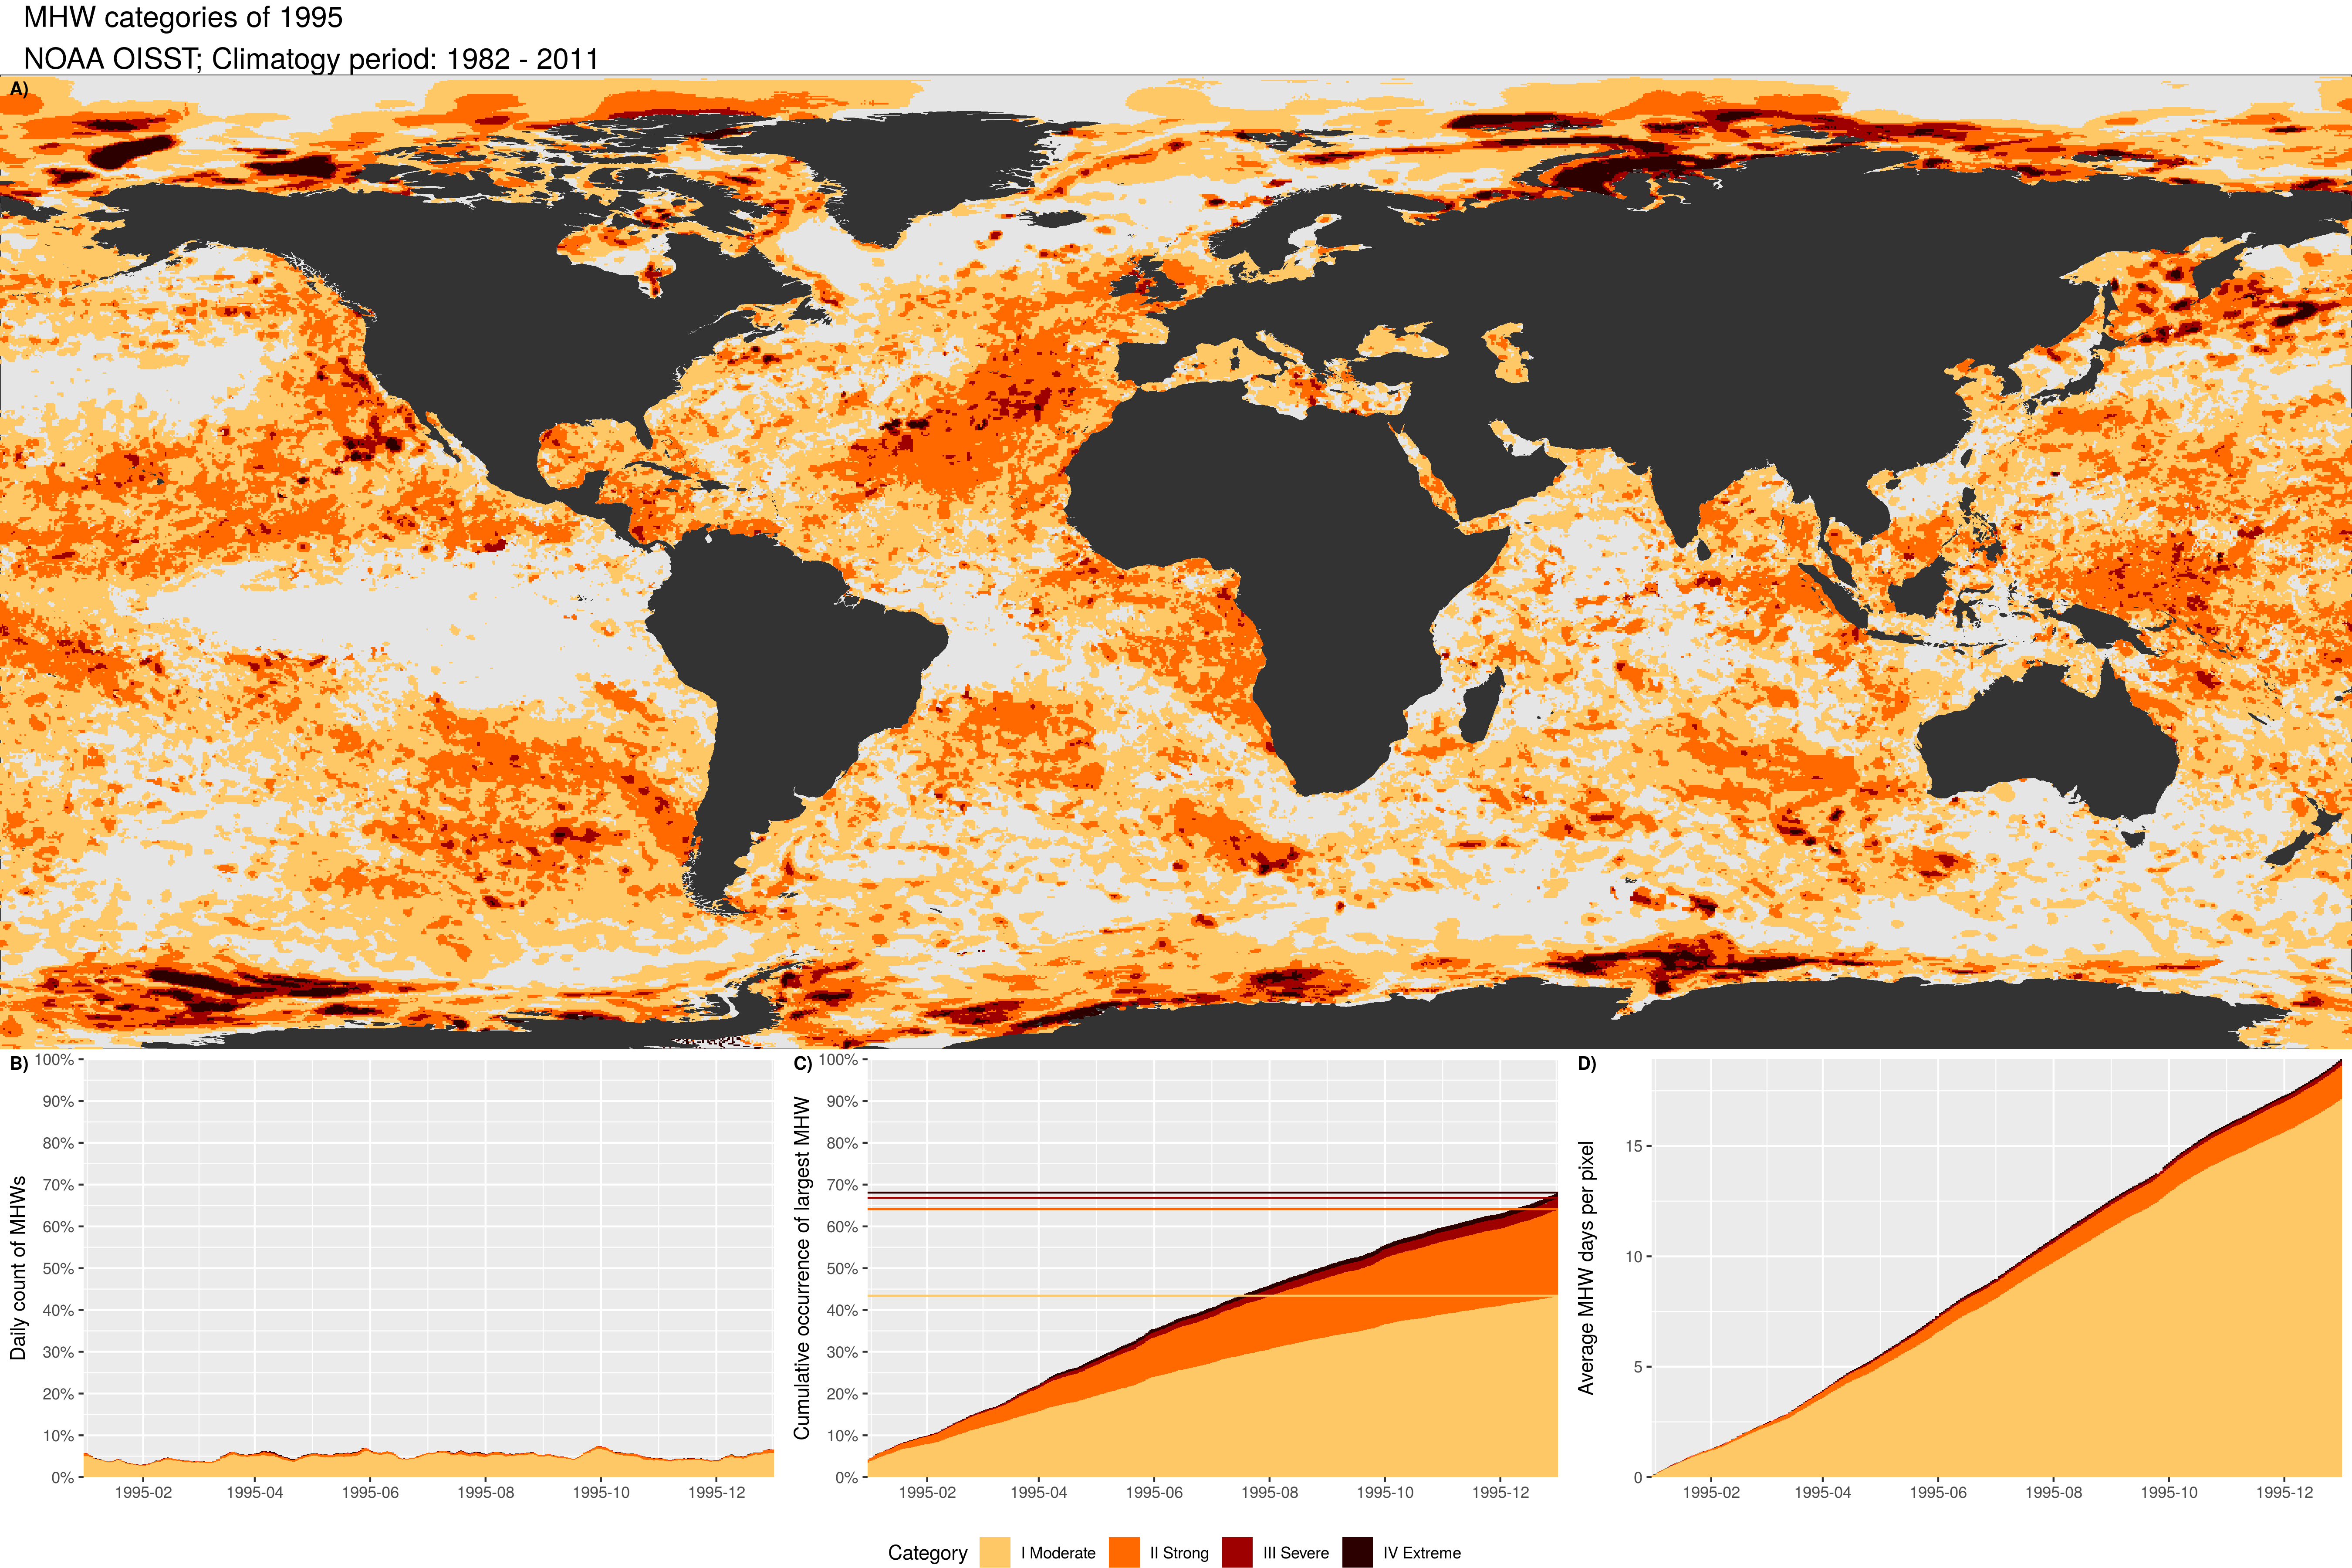 MHW categories of 1995
NOAA OISST; Climatogy period: 1982 - 2011
A)
B)
Daily count of MHWs
100%
90%
80%
70%
60%
50%
40%
30%
20%
10%
0%
1995-02 1995-04 1995-06 1995-08 1995-10 1995-12
C)
Cumulative occurrence of largest MHW
100%
90%
80%
70%
60%
50%
40%
30%
20%
10%
0%
1995-02 1995-04 1995-06 1995-08 1995-10 1995-12
D)
Average MHW days per pixel
15
10
5
0
1995-02 1995-04 1995-06 1995-08 1995-10 1995-12
Category I Moderate II Strong III Severe IV Extreme